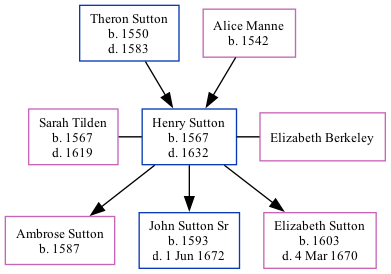 Theron Sutton
b. 1550
d. 1583
Alice Manne
b. 1542
Sarah Tilden
b. 1567
d. 1619
Henry Sutton
b. 1567
d. 1632
Elizabeth Berkeley
Ambrose Sutton
b. 1587
John Sutton Sr
b. 1593
d. 1 Jun 1672
Elizabeth Sutton
b. 1603
d. 4 Mar 1670